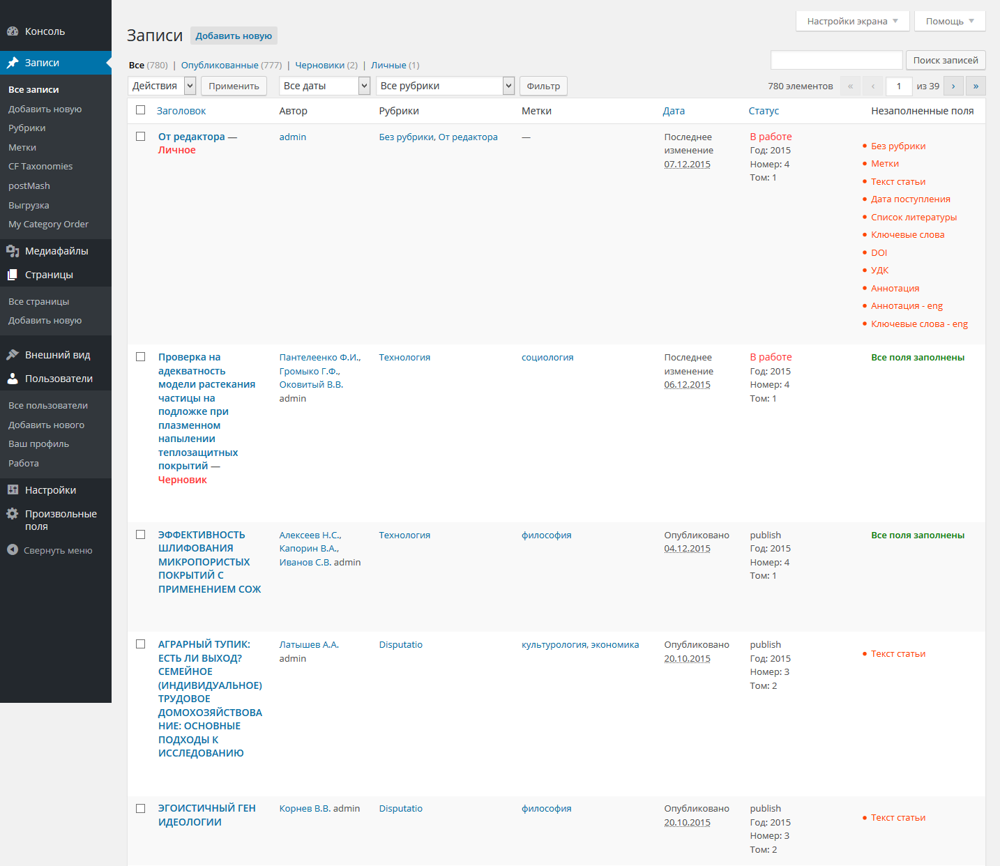 Консоль
Записи
Все записи
Добавить новую
Рубрики
Метки
CF Taxonomies
postMash
Выгрузка
My Category Order
Медиафайлы
Страницы
Все страницы
Добавить новую
Внешний вид
Пользователи
Все пользователи
Добавить нового
Ваш профиль
Работа
Настройки
Произвольные
поля
Свернуть меню
Настройки экрана
Помощь
Записи Добавить новую
Все (780) | Опубликованные (777) | Черновики (2) | Личные (1)
Поиск записей
Действия Применить Все даты Все рубрики Фильтр
780 элементов « ‹ 1 из 39 › »
Заголовок Автор Рубрики Метки Дата Статус Незаполненные поля
От редактора —
Личное
admin
Без рубрики, От редактора
—
Последнее
изменение
07.12.2015
В работе
Год: 2015
Номер: 4
Том: 1
Без рубрики
Метки
Текст статьи
Дата поступления
Список литературы
Ключевые слова
DOI
УДК
Аннотация
Аннотация - eng
Ключевые слова - eng
Проверка на
адекватность
модели растекания
частицы на
подложке при
плазменном
напылении
теплозащитных
покрытий —
Черновик
Пантелеенко Ф.И.,
Громыко Г.Ф.,
Оковитый В.В.
admin
Технология
социология
Последнее
изменение
06.12.2015
В работе
Год: 2015
Номер: 4
Том: 1
Все поля заполнены
ЭФФЕКТИВНОСТЬ
ШЛИФОВАНИЯ
МИКРОПОРИСТЫХ
ПОКРЫТИЙ С
ПРИМЕНЕНИЕМ СОЖ
Алексеев Н.С.,
Капорин В.А.,
Иванов С.В. admin
Технология
философия
Опубликовано
04.12.2015
publish
Год: 2015
Номер: 4
Том: 1
Все поля заполнены
АГРАРНЫЙ ТУПИК:
ЕСТЬ ЛИ ВЫХОД?
СЕМЕЙНОЕ
(ИНДИВИДУАЛЬНОЕ)
ТРУДОВОЕ
ДОМОХОЗЯЙСТВОВА
НИЕ: ОСНОВНЫЕ
ПОДХОДЫ К
ИССЛЕДОВАНИЮ
Латышев А.А.
admin
Disputatio
культурология, экономика
Опубликовано
20.10.2015
publish
Год: 2015
Номер: 3
Том: 2
Текст статьи
ЭГОИСТИЧНЫЙ ГЕН
ИДЕОЛОГИИ
Корнев В.В. admin
Disputatio
философия
Опубликовано
20.10.2015
publish
Год: 2015
Номер: 3
Том: 2
Текст статьи